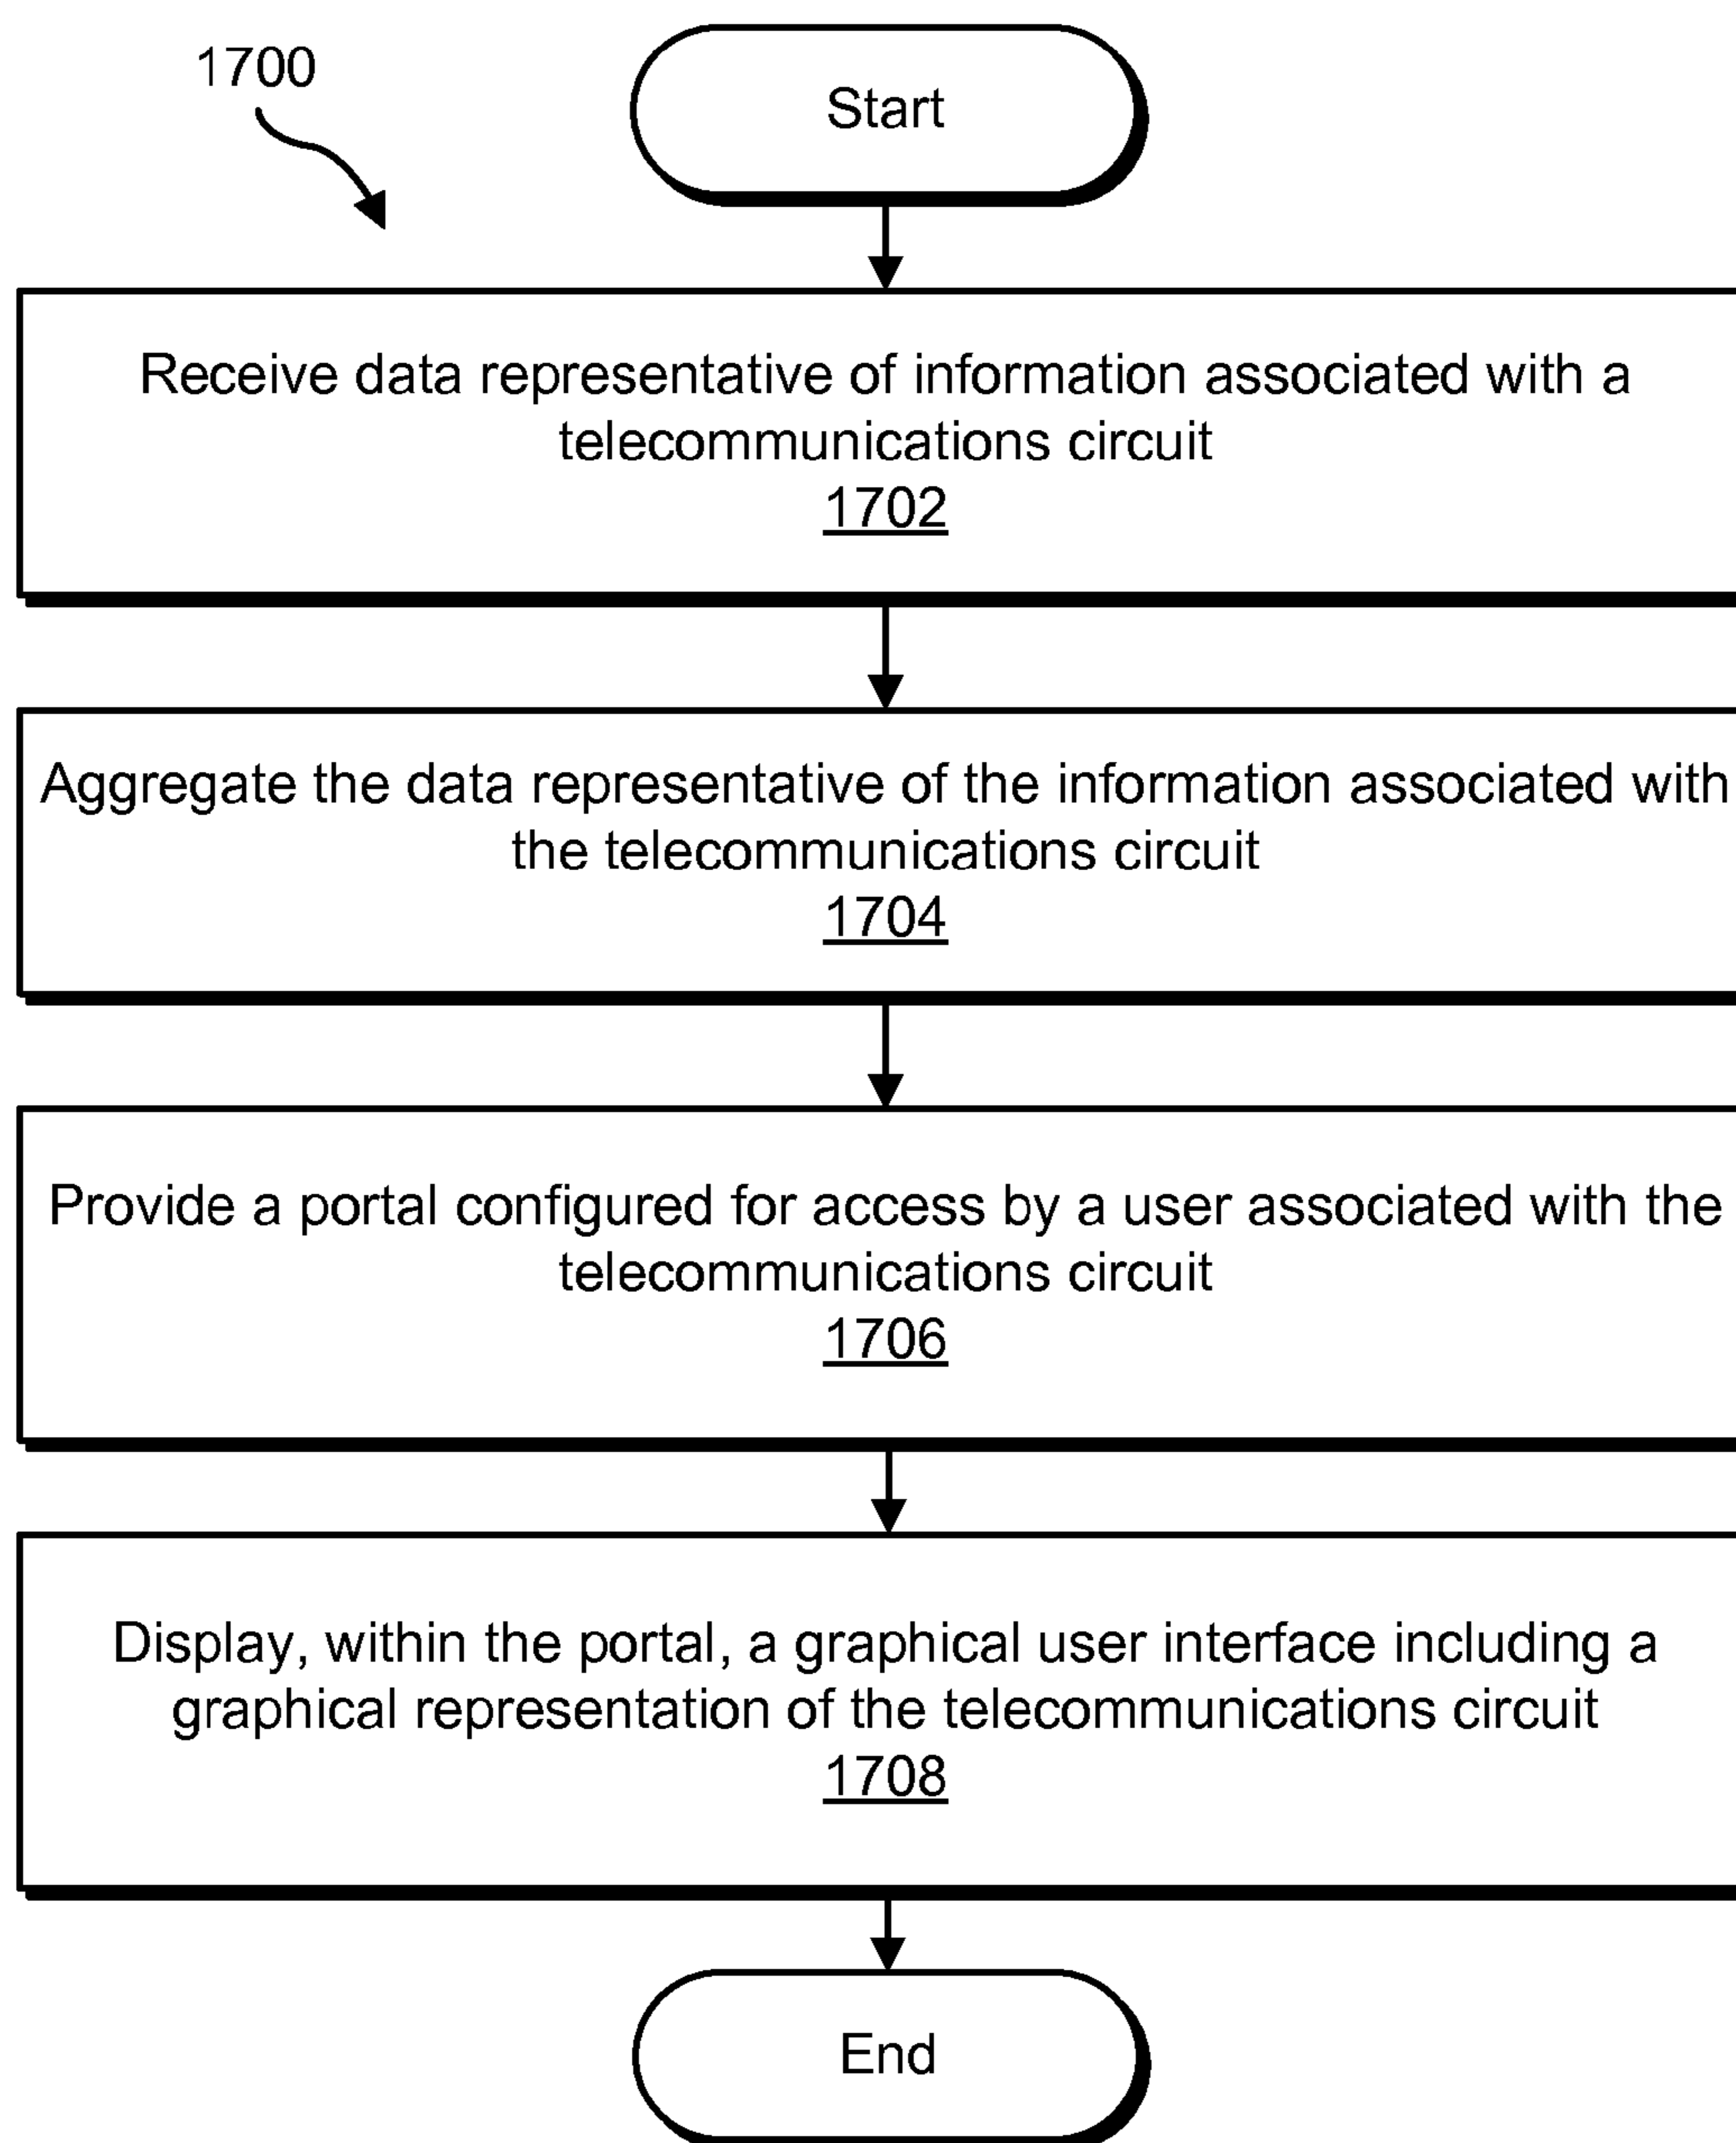 1700
Start
Receive data representative of information associated with a
telecommunications circuit
1702
Aggregate the data representative of the information associated with
the telecommunications circuit
1704
Provide a portal configured for access by a user associated with the
telecommunications circuit
1706
Display, within the portal, a graphical user interface including a
graphical representation of the telecommunications circuit
1708
End